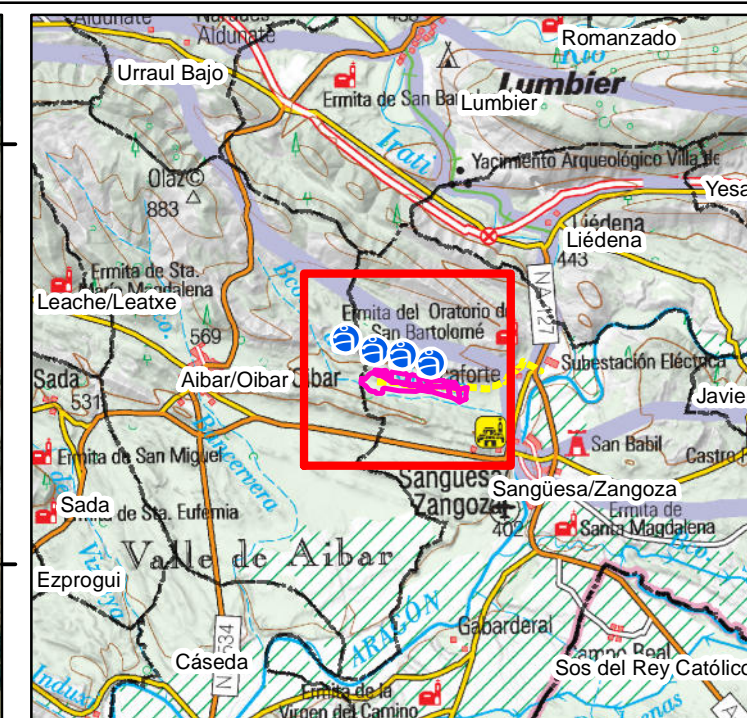 Aldunate
Romanzado
Río
Urraul Bajo
Lumbier
Ermita de San
Lumbier
Irati
Yacimiento Arqueológico Villa de
Olaz
883
Yesa
Liédena
Liédena
443
Ermita de Sta.
María Magdalena
Leache/Leatxe
NA-127
Ermita del Oratorio de
San Bartolomé
569
Subestación Eléctrica
Sada
Aibar/Oibar
531
Javie
San Babil
Ermita de San Miguel
Castro
Sangüesa/
Zangoza
Sangüesa/Zangoza
Sada
Ermita de
Santa Magdalena
402
de Sta. Eufemia
Valle de Aibar
Ezprogui
ARAGÓN
Gabarderal
Cáseda
Campo Real
Sos del Rey Católico
Ermita de la
Virgen del Camino